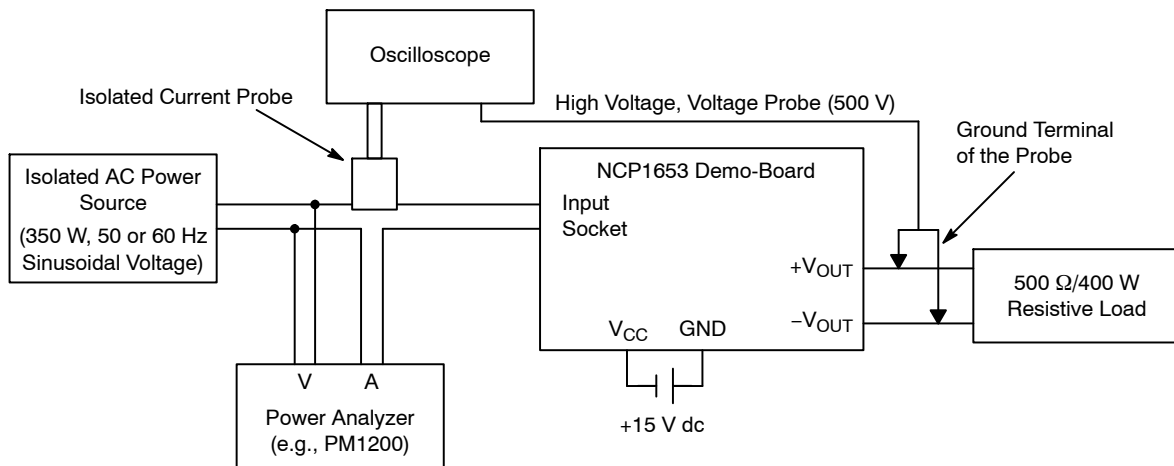 Oscilloscope
Isolated Current Probe
High Voltage, Voltage Probe (500 V)
Ground Terminal
of the Probe
Isolated AC Power
Source
(350 W, 50 or 60 Hz
Sinusoidal Voltage)
NCP1653 Demo-Board
Input
Socket
+VOUT
−VOUT
VCC
GND
500 Ω/400 W
Resistive Load
+15 V dc
V
A
Power Analyzer
(e.g., PM1200)